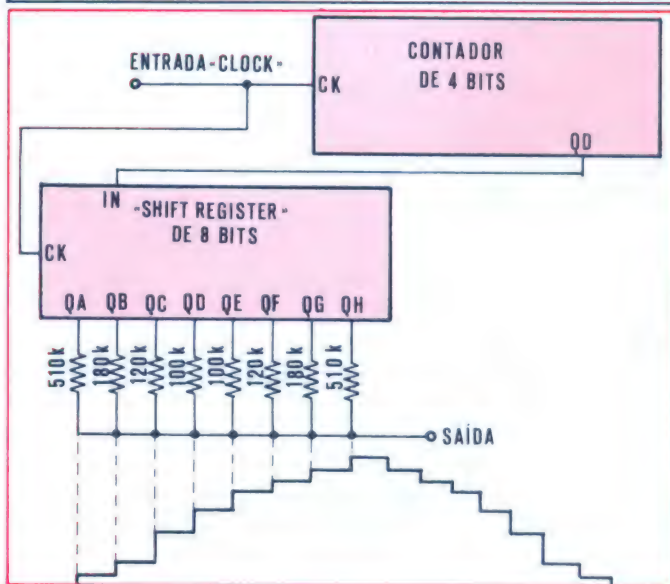 ENTRADA-CLOCK-
CONTADOR
DE 4 BITS
CK
QD
IN
-SHIFT REGISTER-
DE 8 BITS
CK
QA QB QC QD QE QF QG QH
510k 180k 120k 100k 100k 120k 180k 510k
SAÍDA